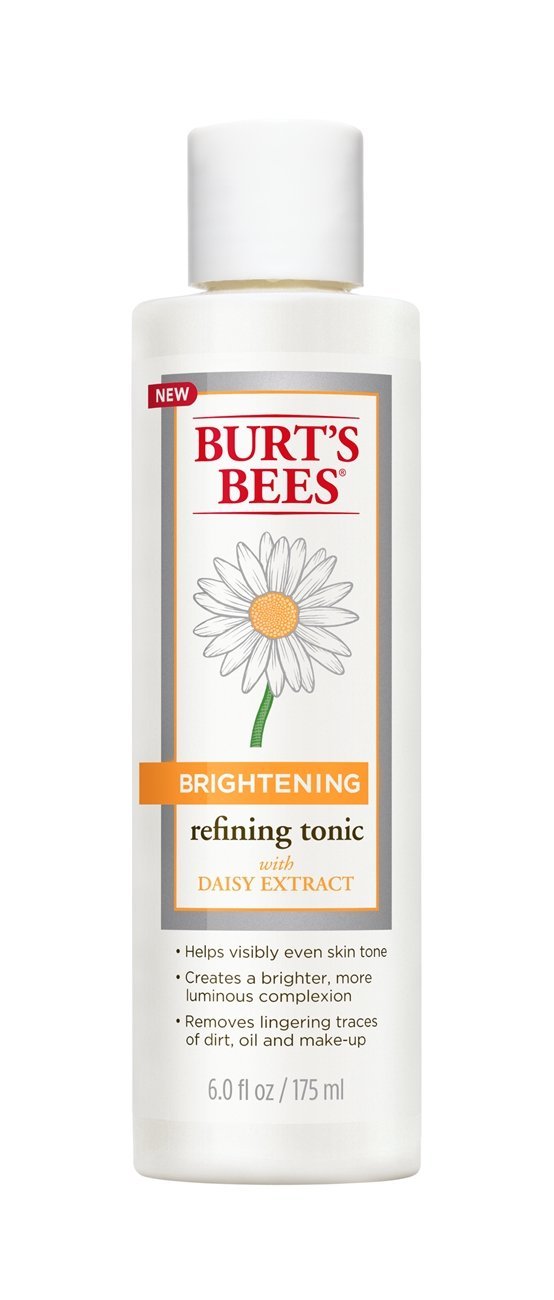 NEW
BURT'S
BEES®
BRIGHTENING
refining tonic
with
DAISY EXTRACT
• Helps visibly even skin tone
• Creates a brighter, more
luminous complexion
• Removes lingering traces
of dirt, oil and make-up
6.0 fl oz / 175 ml